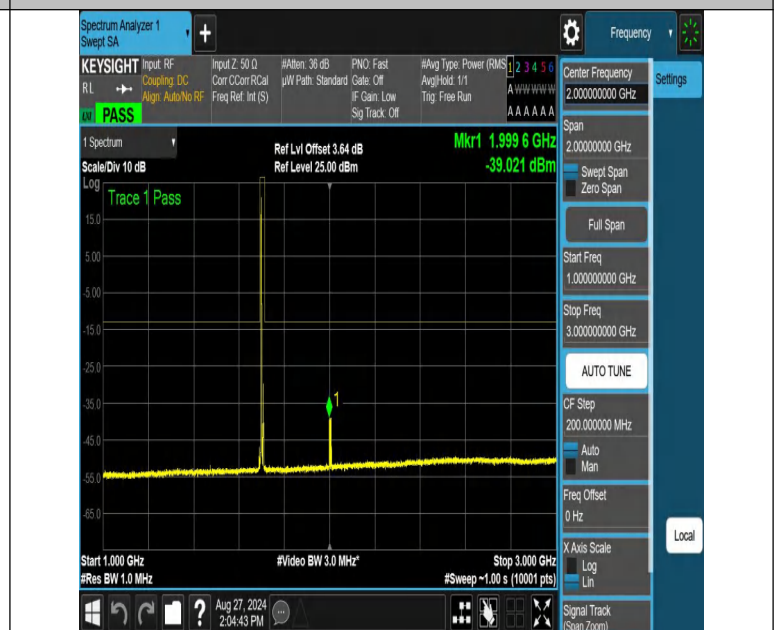 Spectrum Analyzer 1
Swept SA
+
Frequency
KEYSIGHT
RL
LXI
PASS
Input: RF
Coupling: DC
Align: Auto/No RF
Input Z: 50 Ω
Corr CCorr RCal
Freq Ref: Int (S)
#Atten: 36 dB
µW Path: Standard
PNO: Fast
Gate: Off
IF Gain: Low
Sig Track: Off
#Avg Type: Power (RMS
Avg|Hold: 1/1
Trig: Free Run
1 2 3 4 5 6
A W W W W W
A A A A A A
1 Spectrum
Scale/Div 10 dB
Log
Ref Lvl Offset 3.64 dB
Ref Level 25.00 dBm
Mkr1 1.999 6 GHz
-39.021 dBm
Trace 1 Pass
15.0
5.00
-5.00
-15.0
-25.0
-35.0
-45.0
-55.0
-65.0
1
Start 1.000 GHz
#Res BW 1.0 MHz
#Video BW 3.0 MHz*
Stop 3.000 GHz
#Sweep ~1.00 s (10001 pts)
Center Frequency
2.000000000 GHz
Settings
Span
2.00000000 GHz
Swept Span
Zero Span
Full Span
Start Freq
1.000000000 GHz
Stop Freq
3.000000000 GHz
AUTO TUNE
CF Step
200.000000 MHz
Auto
Man
Freq Offset
0 Hz
X Axis Scale
Log
Lin
Signal Track
(Span Zoom)
Local
?
Aug 27, 2024
2:04:43 PM